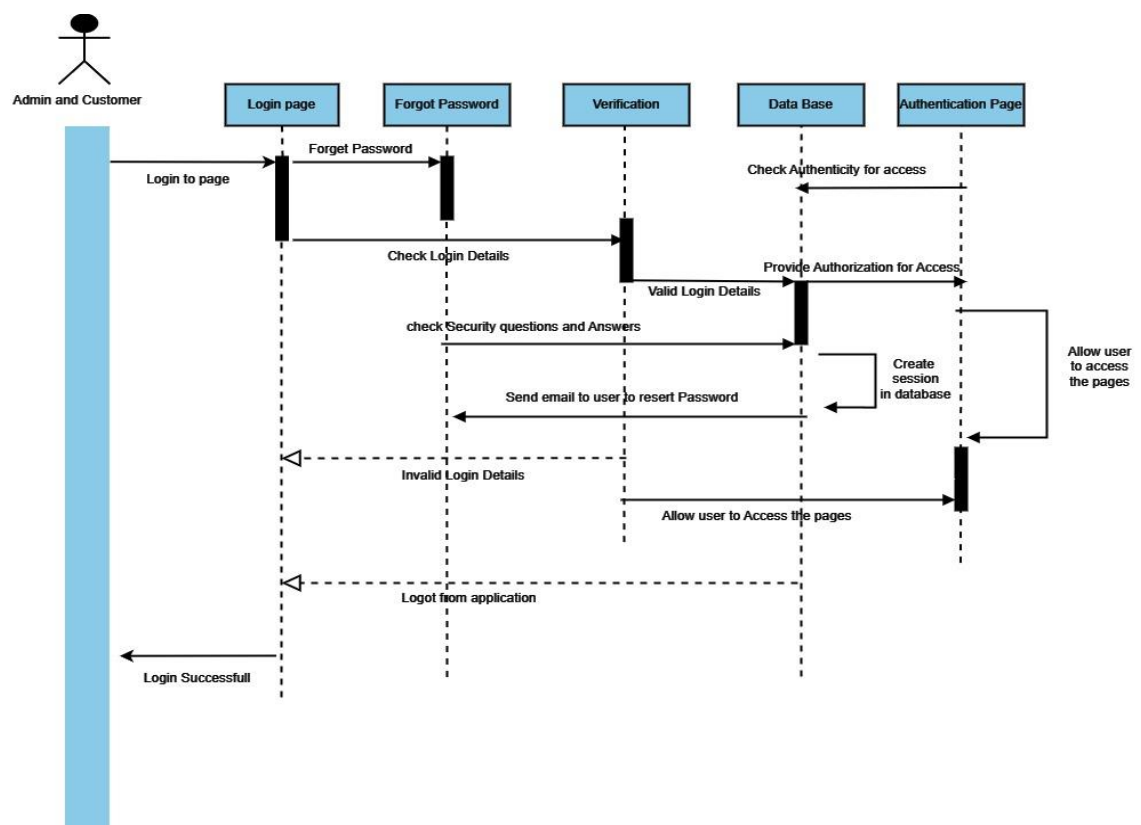 Admin and Customer
Login page
Forgot Password
Verification
Data Base
Authentication Page
Forget Password
Login to page
Check Authenticity for access
Check Login Details
Provide Authorization for Access
Valid Login Details
check Security questions and Answers
Allow user
to access
the pages
Create
session
in database
Send email to user to resert Password
Invalid Login Details
Allow user to Access the pages
Logot from application
Login Successfull